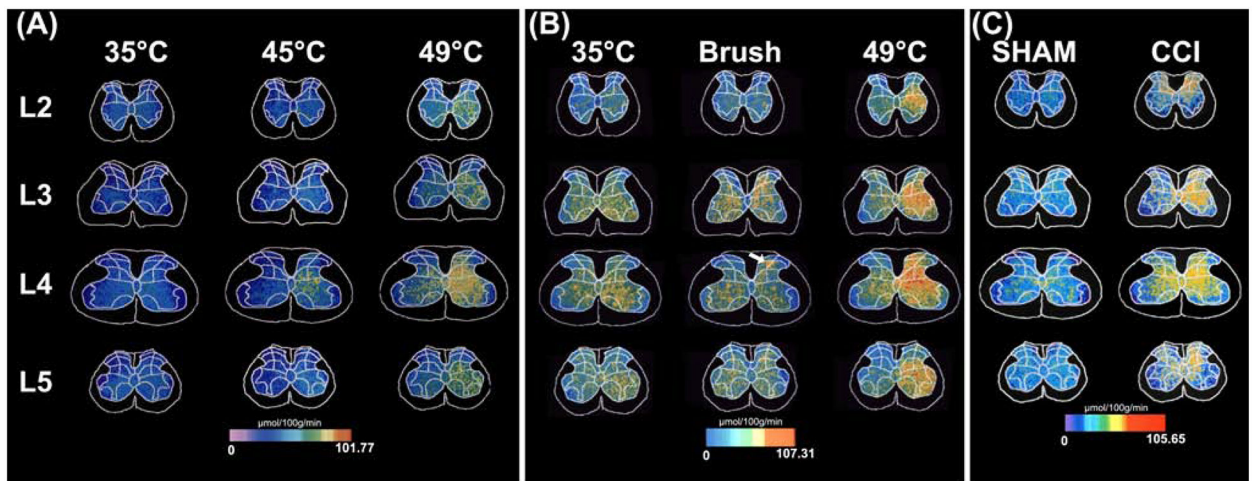 (A) (B) (C)
35°C 45°C 49°C 35°C Brush 49°C SHAM CCI
L2
L3
L4
L5
µmol/100g/min
0 101.77
µmol/100g/min
0 107.31
µmol/100g/min
0 105.65